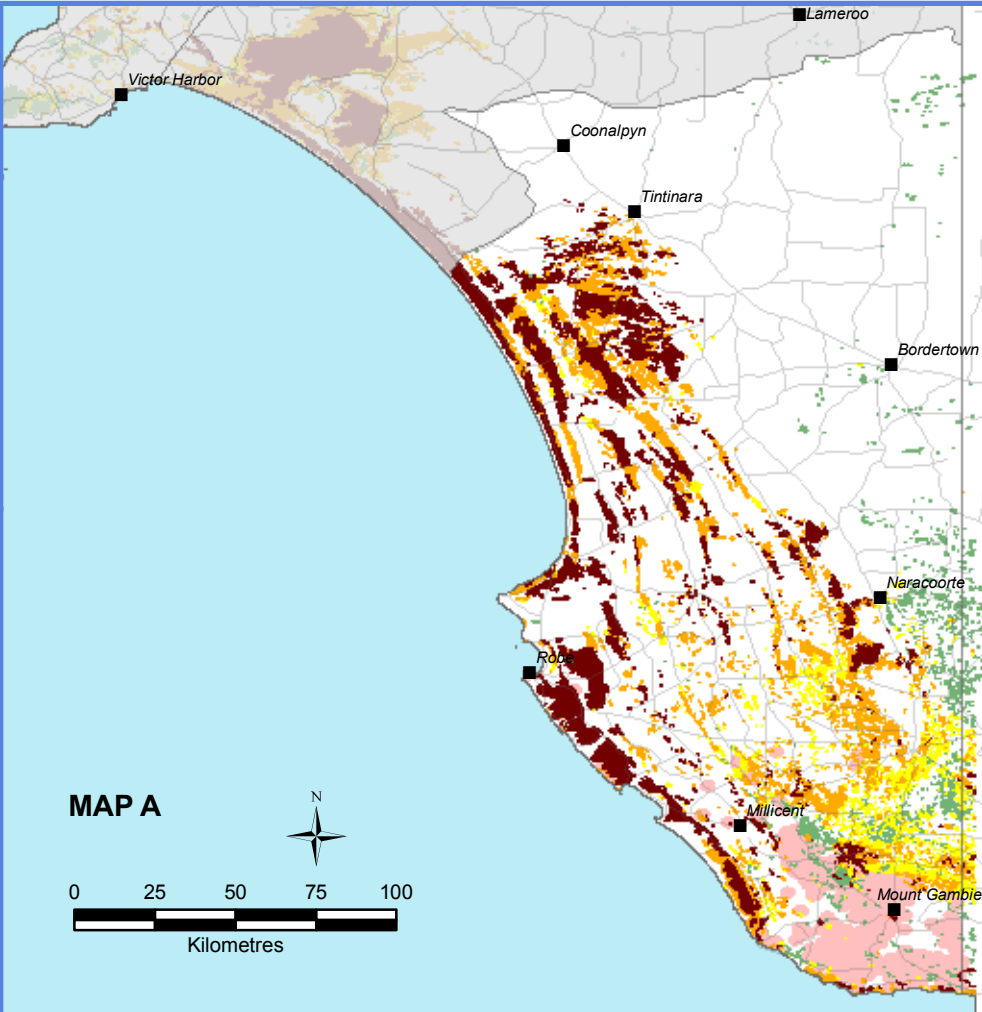 Lameroo
Victor Harbor
Coonalpyn
Tintinara
Bordertown
Naracoorte
Robe
MAP A
N
Millicent
0 25 50 75 100
Mount Gambie
Kilometres